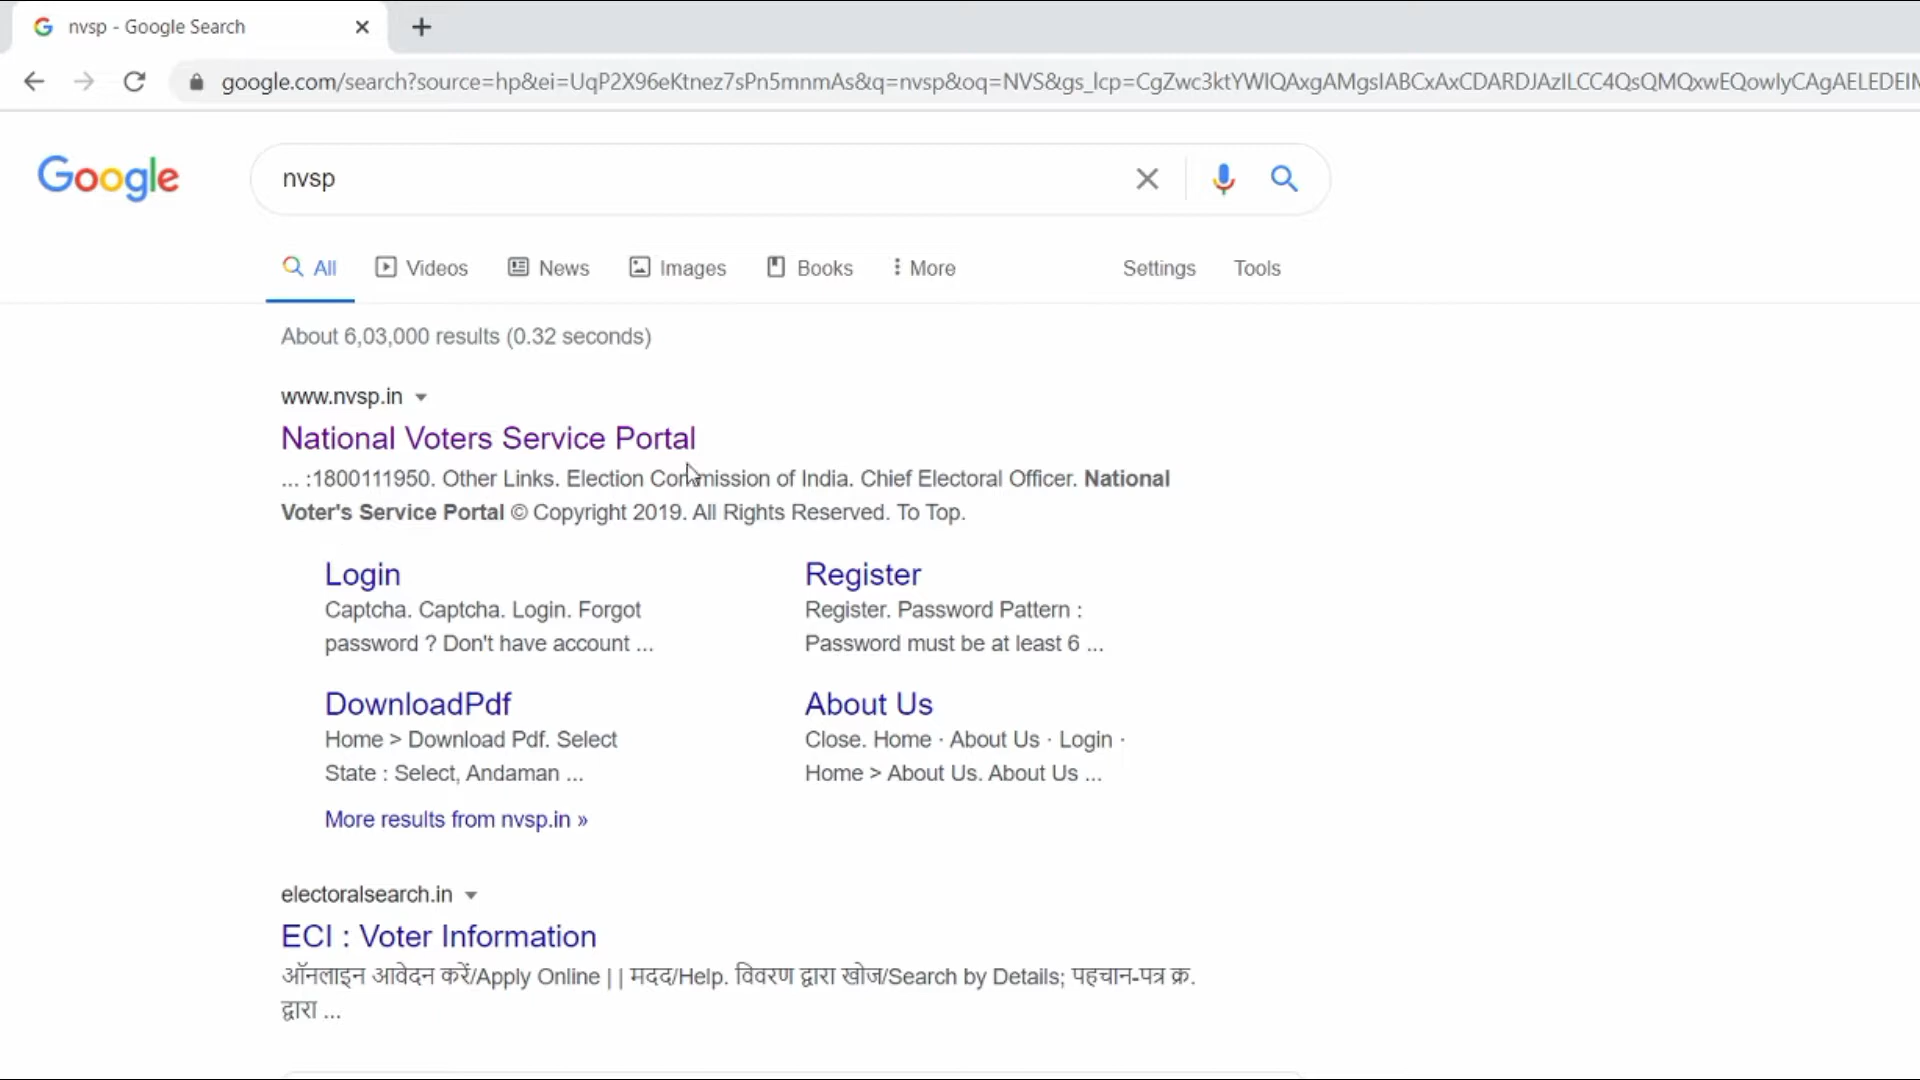 nvsp - Google Search
google.com/search?source=hp&ei=UqP2X96eKtnez7sPn5mnmAs&q=nvsp&oq=NVS&gs_lcp=CgZwc3ktYWIQAxgAMgsIABCxAxCDARDJAzILCC4QsQMQxwEQowIyCAgAELEDEIM
Google
nvsp
All Videos News Images Books More Settings Tools
About 6,03,000 results (0.32 seconds)
www.nvsp.in
National Voters Service Portal
... :1800111950. Other Links. Election Commission of India. Chief Electoral Officer. National
Voter's Service Portal © Copyright 2019. All Rights Reserved. To Top.
Login
Captcha. Captcha. Login. Forgot
password ? Don't have account ...
Register
Register. Password Pattern :
Password must be at least 6 ...
DownloadPdf
Home > Download Pdf. Select
State : Select, Andaman ...
About Us
Close. Home · About Us · Login ·
Home > About Us. About Us ...
More results from nvsp.in »
electoralsearch.in
ECI : Voter Information
ऑनलाइन आवेदन करें/Apply Online | | मदद/Help. विवरण द्वारा खोज/Search by Details; पहचान-पत्र क्र.
द्वारा ...